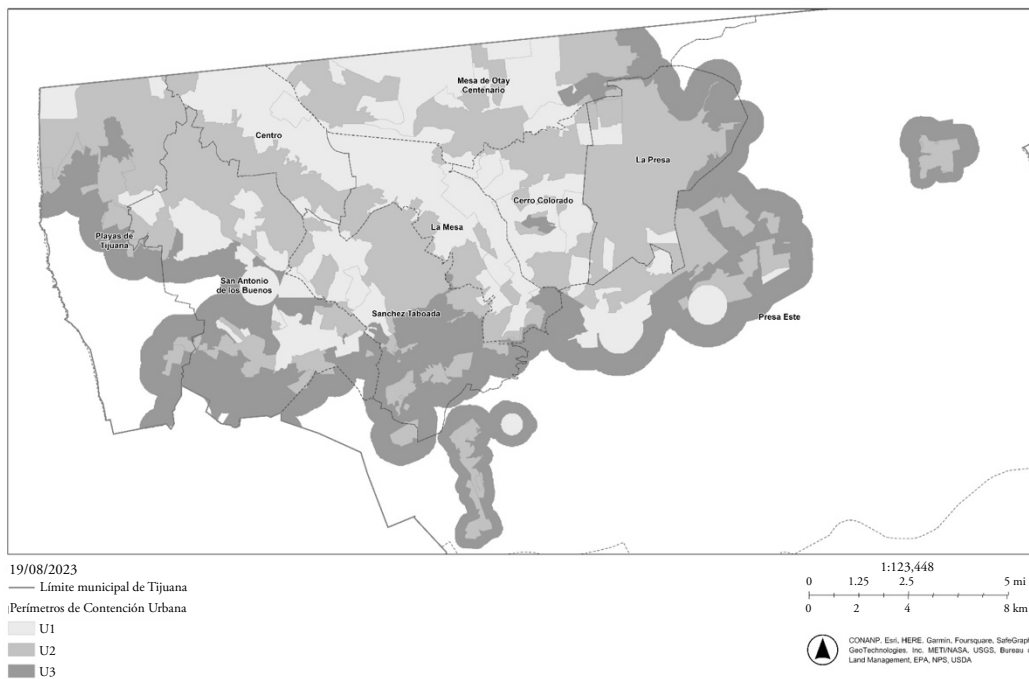 Mesa de Otay
Centenario
Centro
La Presa
Cerro Colorado
La Mesa
Playas de
Tijuana
San Antonio
de los Buenos
Sanchez Taboada
Presa Este
19/08/2023
Límite municipal de Tijuana
Perímetros de Contención Urbana
U1
U2
U3
1:123,448
0 1.25 2.5 5 mi
0 2 4 8 km
CONANP, Esri, HERE, Garmin, Foursquare, SafeGraph
GeoTechnologies, Inc, METI/NASA, USGS, Bureau
Land Management, EPA, NPS, USDA